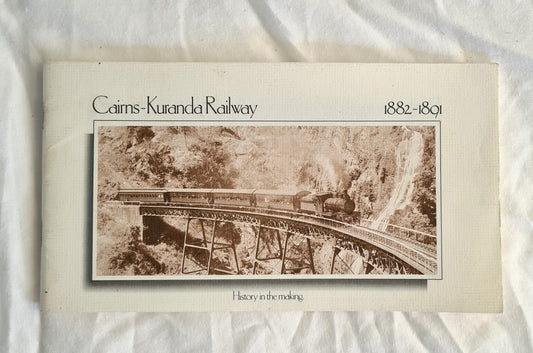 Cairns-Kuranda Railway 1882-1891
History in the making.